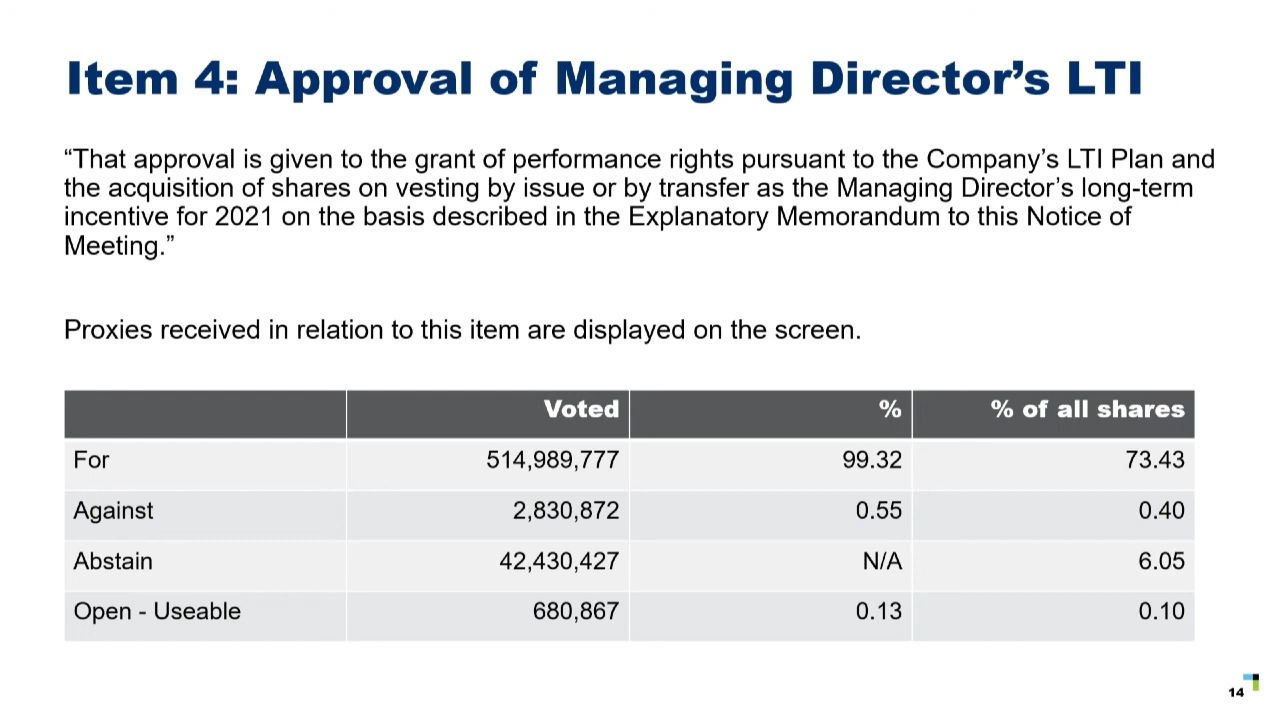 Item 4: Approval of Managing Director’s LTI
“That approval is given to the grant of performance rights pursuant to the Company’s LTI Plan and
the acquisition of shares on vesting by issue or by transfer as the Managing Director’s long-term
incentive for 2021 on the basis described in the Explanatory Memorandum to this Notice of
Meeting.”
Proxies received in relation to this item are displayed on the screen.
Voted % % of all shares
For 514,989,777 99.32 73.43
Against 2,830,872 0.55 0.40
Abstain 42,430,427 N/A 6.05
Open - Useable 680,867 0.13 0.10
14